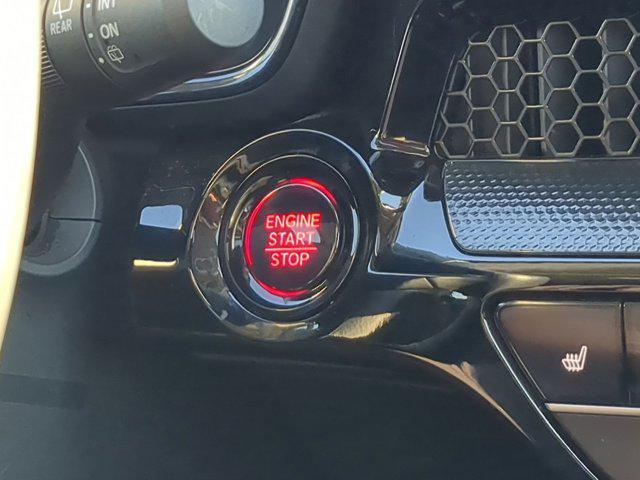 INT
REAR
ON
ENGINE
START
STOP